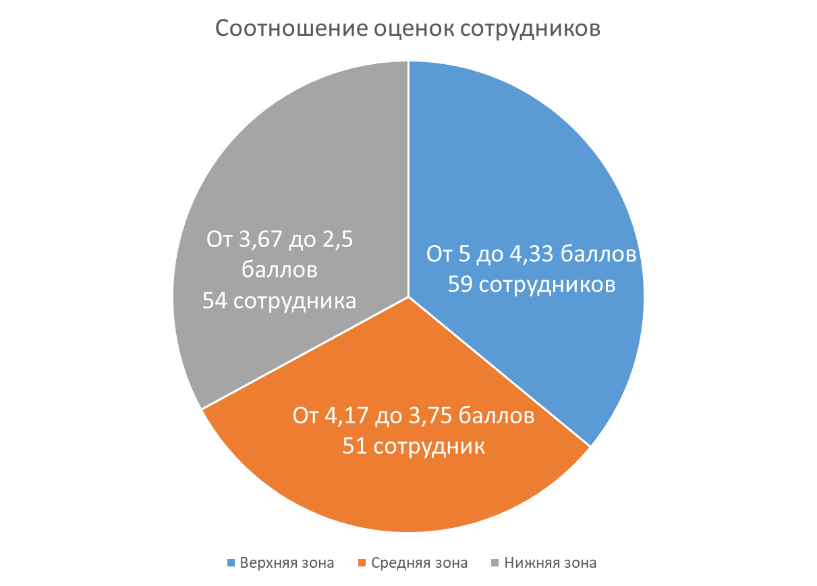 Соотношение оценок сотрудников
От 5 до 4,33 баллов
59 сотрудников
От 3,67 до 2,5
баллов
54 сотрудника
От 4,17 до 3,75 баллов
51 сотрудник
Верхняя зона
Средняя зона
Нижняя зона